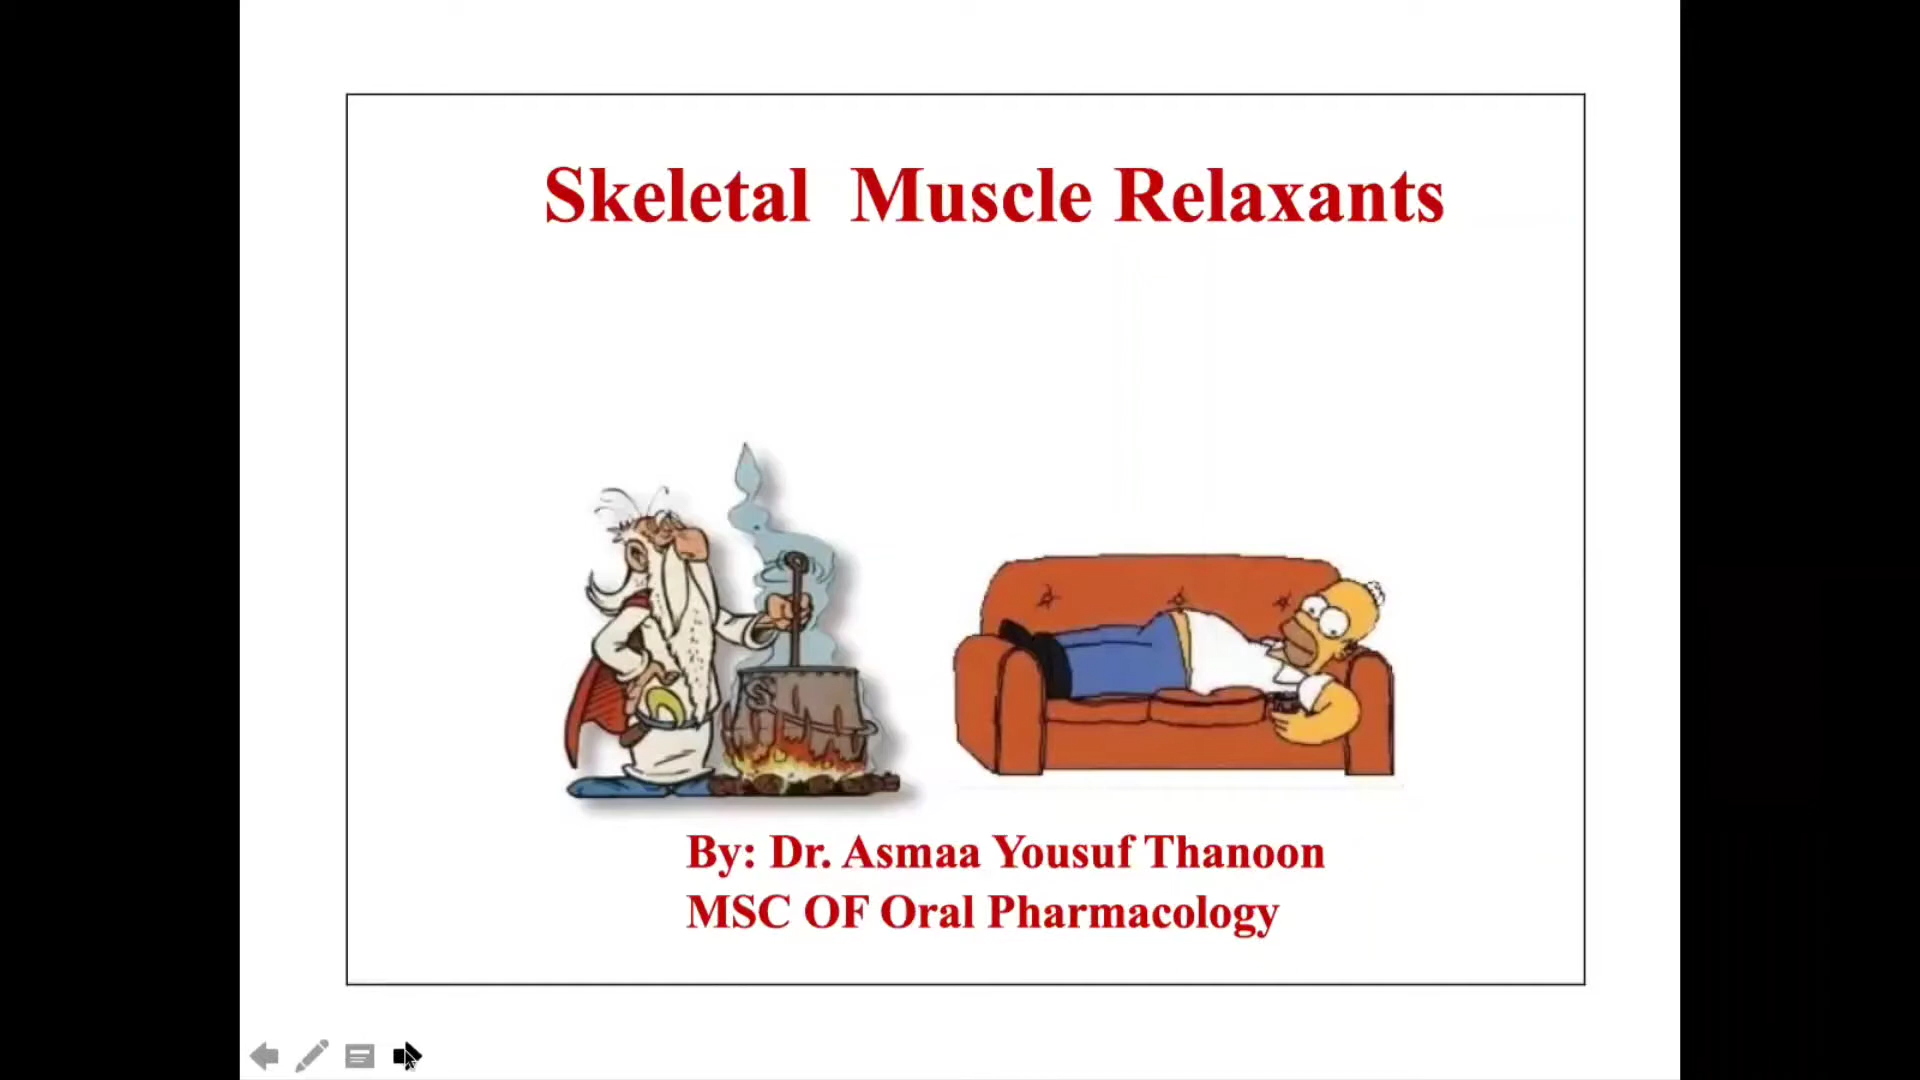 Skeletal Muscle Relaxants
By: Dr. Asmaa Yousuf Thanoon
MSC OF Oral Pharmacology